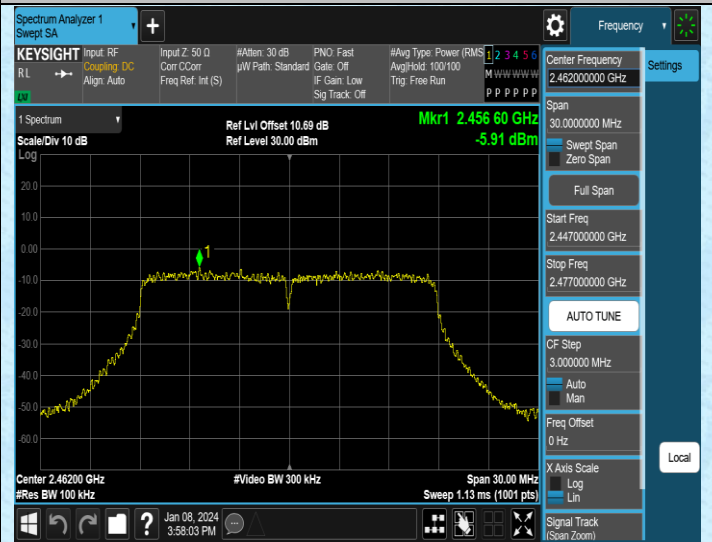 Spectrum Analyzer 1
Swept SA
+
Frequency
KEYSIGHT
RL
LXI
Input: RF
Coupling: DC
Align: Auto
Input Z: 50 Ω
Corr CCorr
Freq Ref: Int (S)
#Atten: 30 dB
µW Path: Standard
PNO: Fast
Gate: Off
IF Gain: Low
Sig Track: Off
#Avg Type: Power (RMS
Avg|Hold: 100/100
Trig: Free Run
1 2 3 4 5 6
M W W W W W
P P P P P P
1 Spectrum
Scale/Div 10 dB
Log
Ref Lvl Offset 10.69 dB
Ref Level 30.00 dBm
Mkr1 2.456 60 GHz
-5.91 dBm
20.0
10.0
0.00
-10.0
-20.0
-30.0
-40.0
-50.0
-60.0
1
Center 2.46200 GHz
#Res BW 100 kHz
#Video BW 300 kHz
Span 30.00 MHz
Sweep 1.13 ms (1001 pts)
Center Frequency
2.462000000 GHz
Settings
Span
30.0000000 MHz
Swept Span
Zero Span
Full Span
Start Freq
2.447000000 GHz
Stop Freq
2.477000000 GHz
AUTO TUNE
CF Step
3.000000 MHz
Auto
Man
Freq Offset
0 Hz
X Axis Scale
Log
Lin
Local
Signal Track
(Span Zoom)
?
Jan 08, 2024
3:58:03 PM